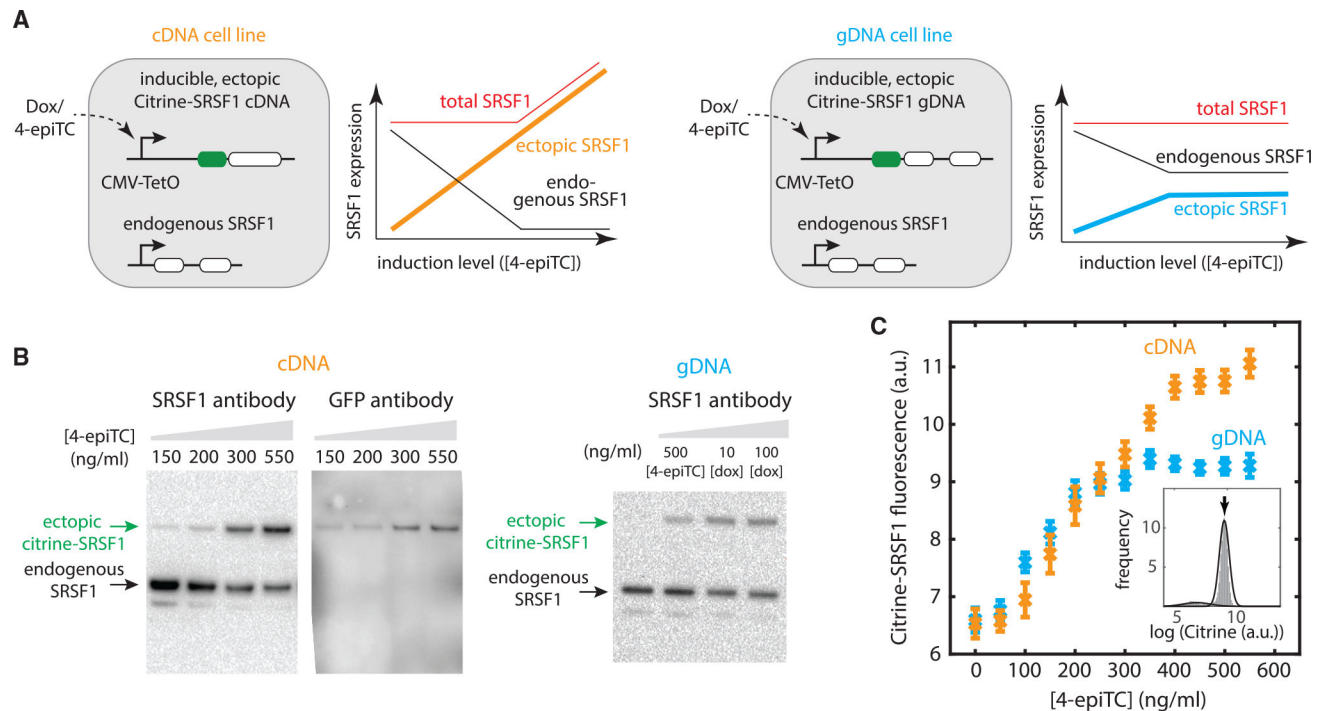 A
cDNA cell line
inducible, ectopic
Citrine-SRSF1 cDNA
Dox/
4-epiTC
CMV-TetO
endogenous SRSF1
SRSF1 expression
total SRSF1
ectopic SRSF1
endo-
genous SRSF1
induction level ([4-epiTC])
gDNA cell line
inducible, ectopic
Citrine-SRSF1 gDNA
Dox/
4-epiTC
CMV-TetO
endogenous SRSF1
SRSF1 expression
total SRSF1
endogenous SRSF1
ectopic SRSF1
induction level ([4-epiTC])
B
cDNA
SRSF1 antibody
GFP antibody
[4-epiTC]
(ng/ml)
150 200 300 550
150 200 300 550
ectopic
citrine-SRSF1
endogenous
SRSF1
gDNA
SRSF1 antibody
(ng/ml)
500 10 100
[4-epiTC] [dox] [dox]
ectopic
citrine-SRSF1
endogenous
SRSF1
C
Citrine-SRSF1 fluorescence (a.u.)
11
10
9
8
7
6
cDNA
gDNA
frequency
10
5
5 10
log (Citrine (a.u.))
0 100 200 300 400 500 600
[4-epiTC] (ng/ml)